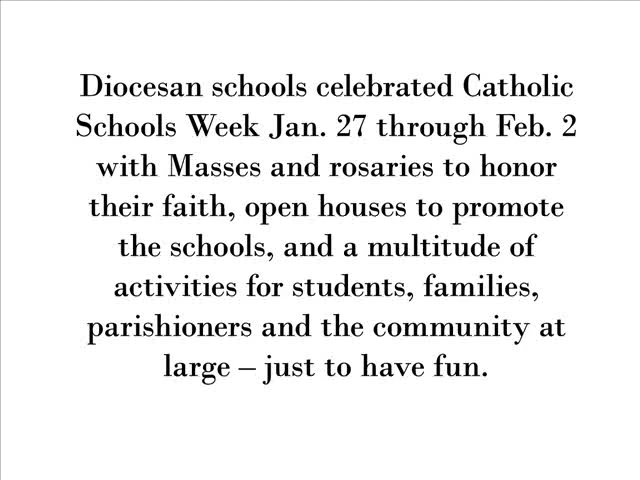 Diocesan schools celebrated Catholic
Schools Week Jan. 27 through Feb. 2
with Masses and rosaries to honor
their faith, open houses to promote
the schools, and a multitude of
activities for students, families,
parishioners and the community at
large – just to have fun.